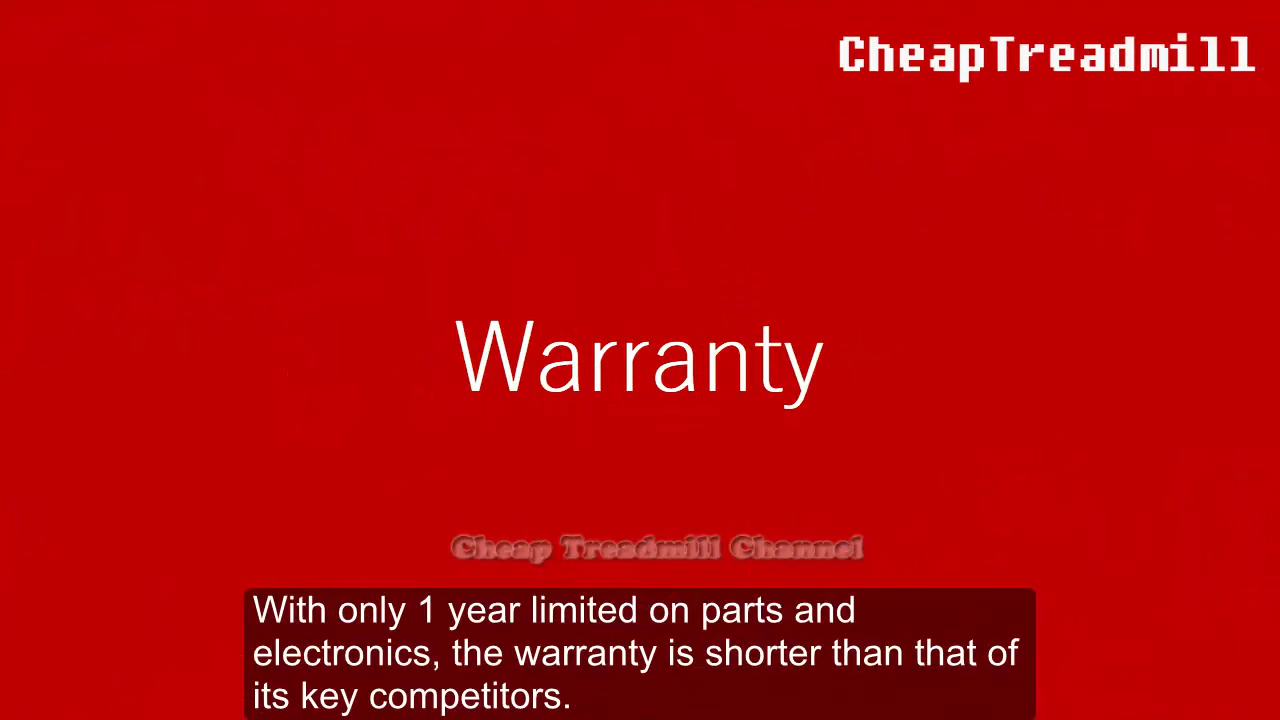 CheapTreadmill
Warranty
Cheap Treadmill Channel
With only 1 year limited on parts and
electronics, the warranty is shorter than that of
its key competitors.